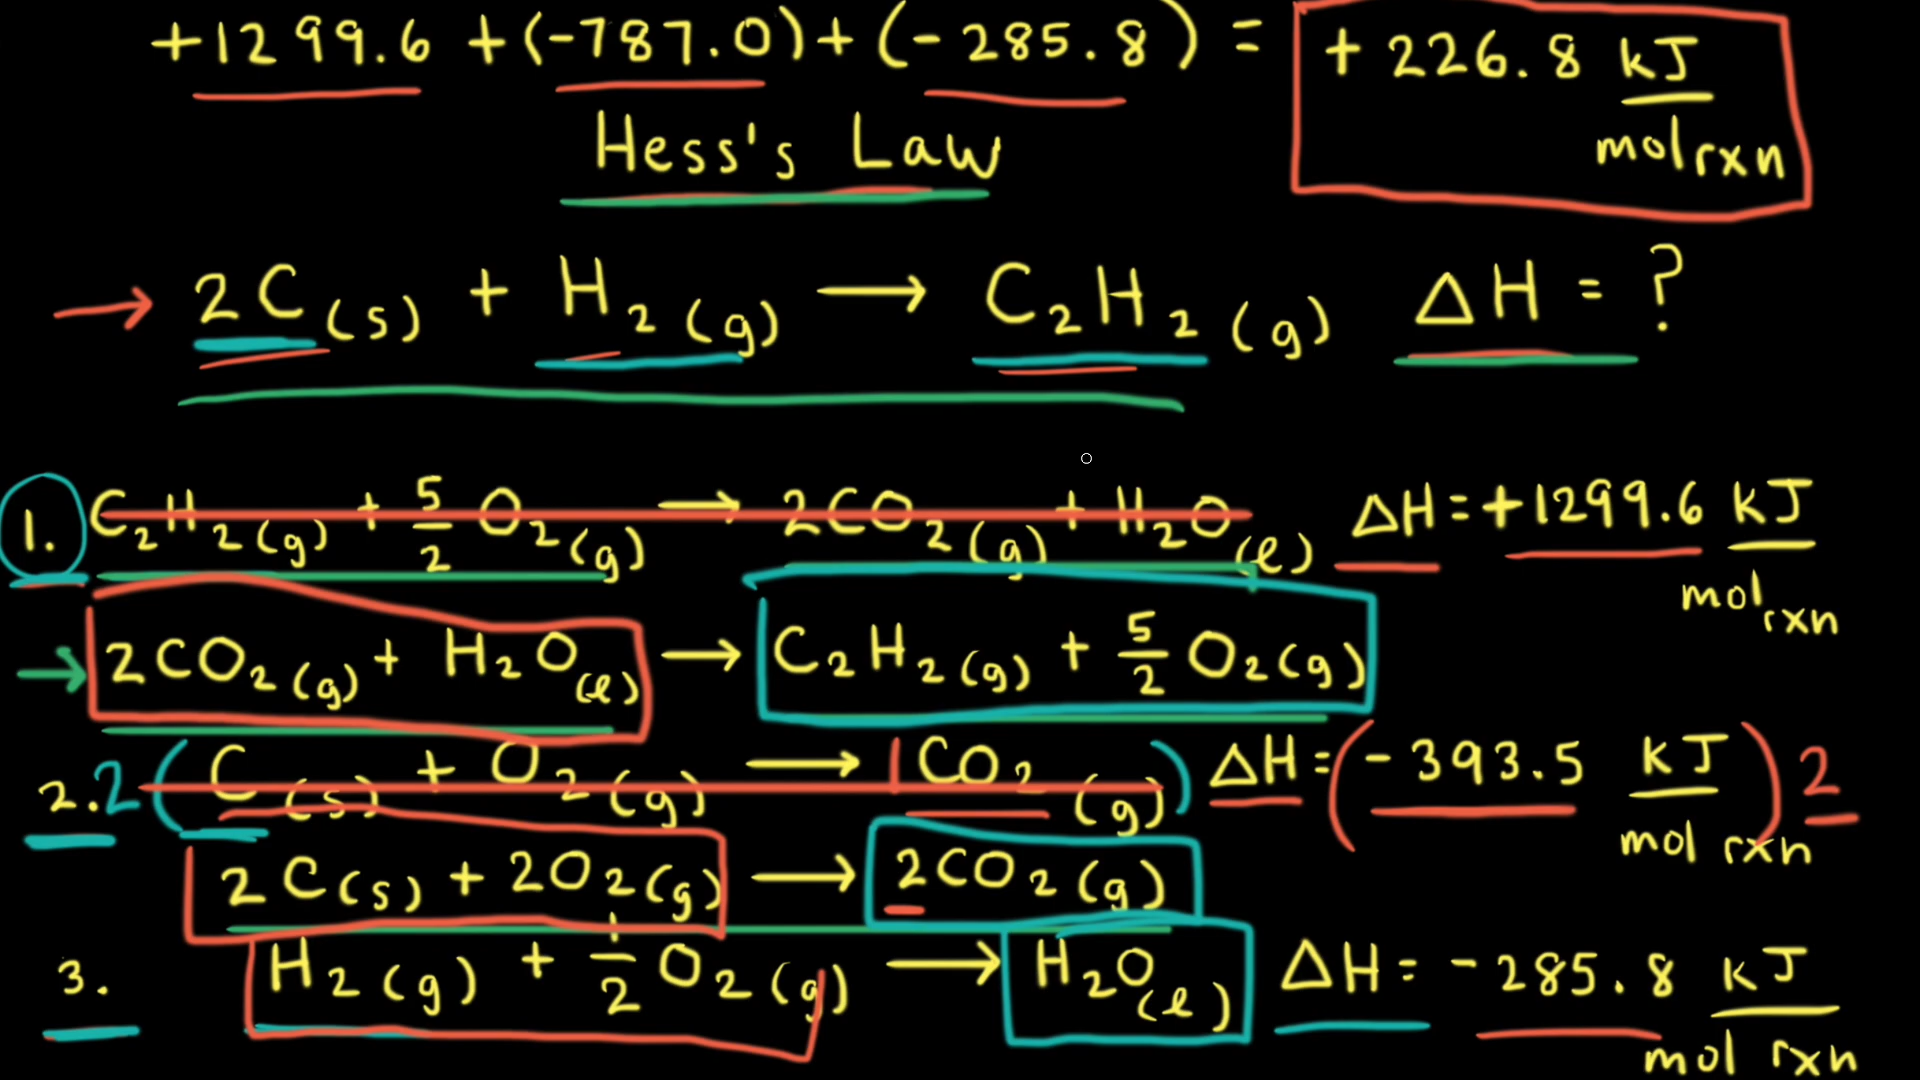 +1299.6 +(-787.0)+(-285.8) = +226.8 kJ
mol rxn
Hess's Law
→ 2C(s) + H2(g) → C2H2(g) ΔH = ?
1. C2H2(g) + 5/2 O2(g) → 2CO2(g) + H2O(l) ΔH = +1299.6 kJ
mol rxn
→ 2CO2(g) + H2O(l) → C2H2(g) + 5/2 O2(g)
2. 2(C(s) + O2(g) → 1CO2(g)) ΔH = (-393.5 kJ)2
mol rxn
2C(s) + 2O2(g) → 2CO2(g)
3. H2(g) + 1/2 O2(g) → H2O(l) ΔH = -285.8 kJ
mol rxn